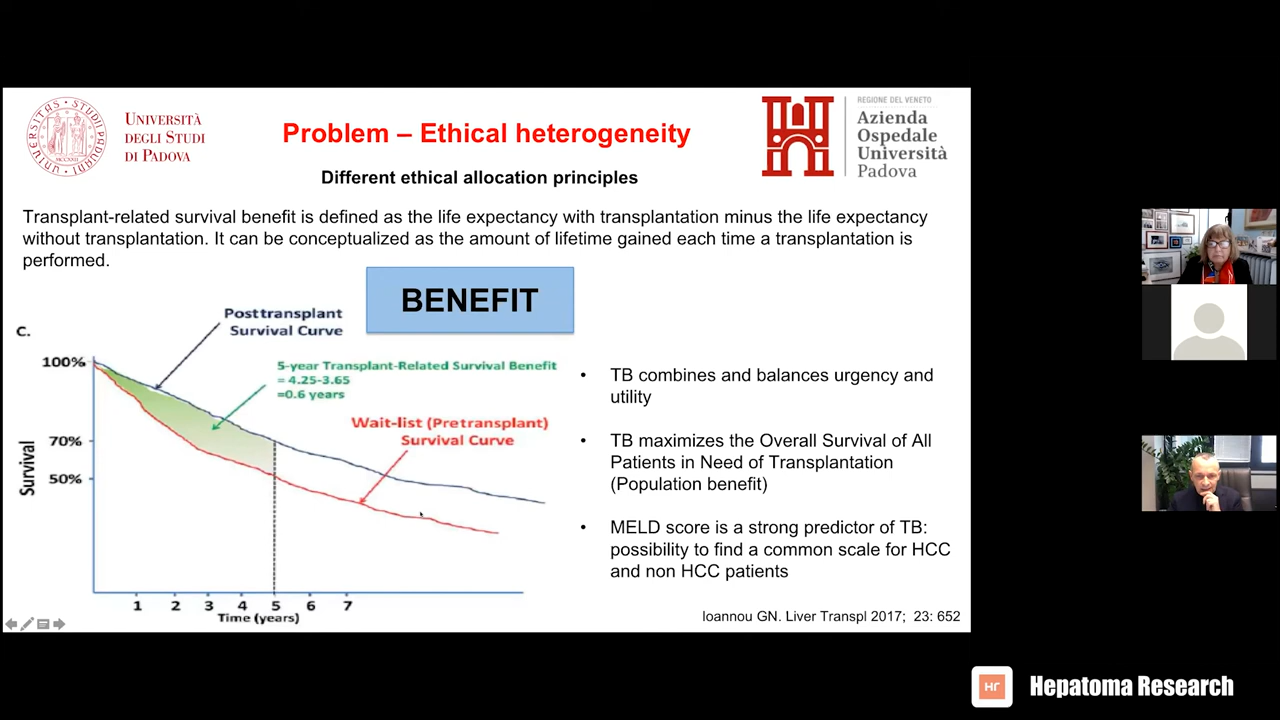 UNIVERSITÀ
DEGLI STUDI
DI PADOVA
Problem – Ethical heterogeneity
REGIONE DEL VENETO
Azienda
Ospedale
Università
Padova
Different ethical allocation principles
Transplant-related survival benefit is defined as the life expectancy with transplantation minus the life expectancy
without transplantation. It can be conceptualized as the amount of lifetime gained each time a transplantation is
performed.
BENEFIT
C.
Posttransplant
Survival Curve
5-year Transplant-Related Survival Benefit
= 4.25-3.65
=0.6 years
Wait-list (Pretransplant)
Survival Curve
100%
70%
50%
Survival
1 2 3 4 5 6 7
Time (years)
• TB combines and balances urgency and
utility
• TB maximizes the Overall Survival of All
Patients in Need of Transplantation
(Population benefit)
• MELD score is a strong predictor of TB:
possibility to find a common scale for HCC
and non HCC patients
Ioannou GN. Liver Transpl 2017; 23: 652
Hr
Hepatoma Research